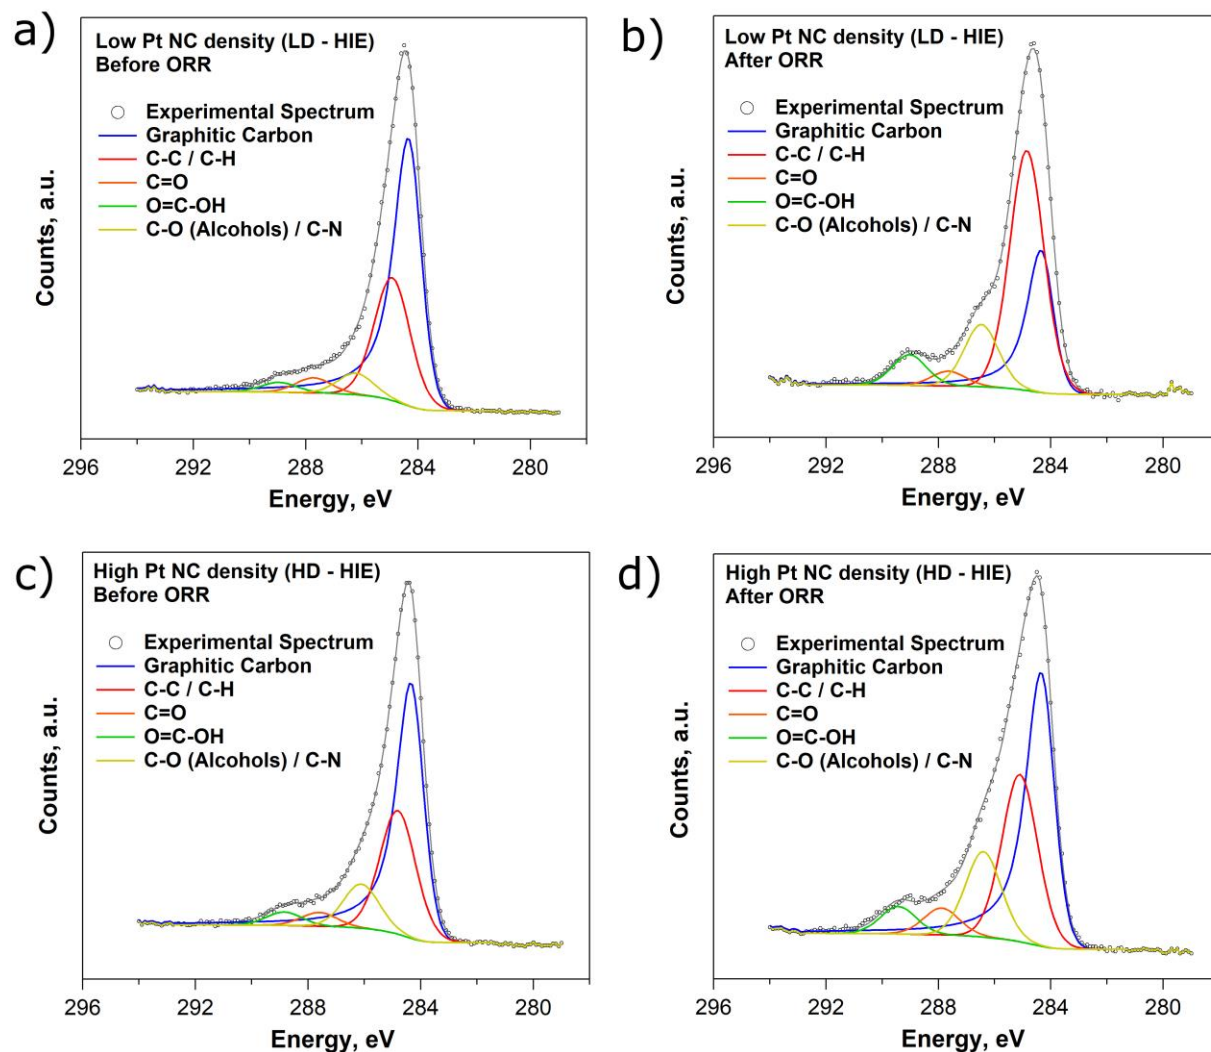 a)
Low Pt NC density (LD - HIE)
Before ORR
Experimental Spectrum
Graphitic Carbon
C-C / C-H
C=O
O=C-OH
C-O (Alcohols) / C-N
Counts, a.u.
296 292 288 284 280
Energy, eV
b)
Low Pt NC density (LD - HIE)
After ORR
Experimental Spectrum
Graphitic Carbon
C-C / C-H
C=O
O=C-OH
C-O (Alcohols) / C-N
Counts, a.u.
296 292 288 284 280
Energy, eV
c)
High Pt NC density (HD - HIE)
Before ORR
Experimental Spectrum
Graphitic Carbon
C-C / C-H
C=O
O=C-OH
C-O (Alcohols) / C-N
Counts, a.u.
296 292 288 284 280
Energy, eV
d)
High Pt NC density (HD - HIE)
After ORR
Experimental Spectrum
Graphitic Carbon
C-C / C-H
C=O
O=C-OH
C-O (Alcohols) / C-N
Counts, a.u.
296 292 288 284 280
Energy, eV